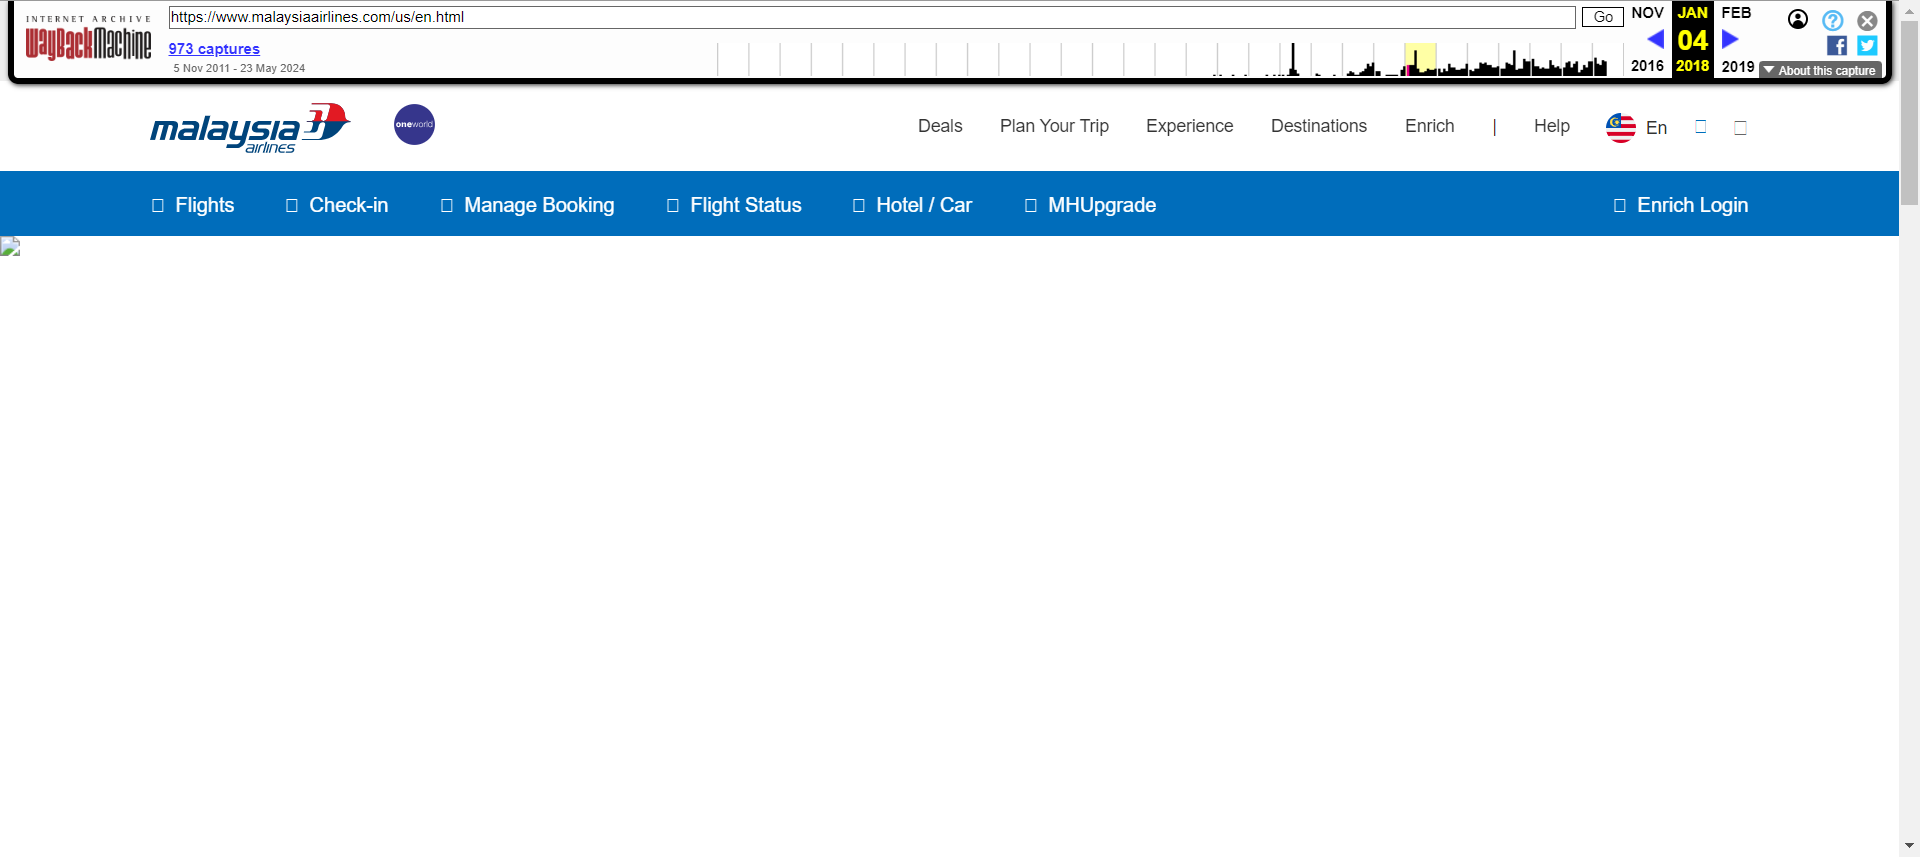 INTERNET ARCHIVE
WayBackMachine
https://www.malaysiaairlines.com/us/en.html
Go
973 captures
5 Nov 2011 - 23 May 2024
NOV JAN FEB
04
2016 2018 2019
About this capture
malaysia
airlines
oneworld
Deals Plan Your Trip Experience Destinations Enrich | Help En
Flights Check-in Manage Booking Flight Status Hotel / Car MHUpgrade Enrich Login